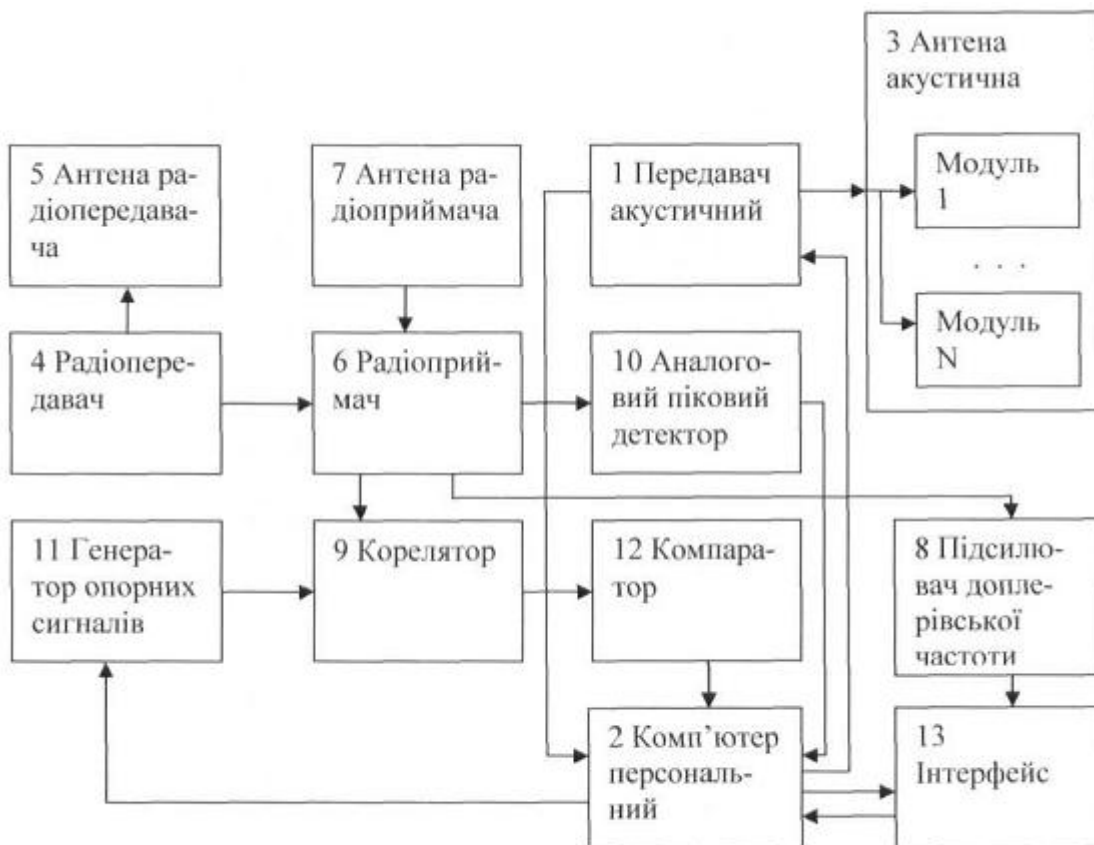 3 Антена
акустична
Модуль
1
. . .
Модуль
N
5 Антена ра-
діопередава-
ча
7 Антена ра-
діоприймача
1 Передавач
акустичний
4 Радіопере-
давач
6 Радіоприй-
мач
10 Аналого-
вий піковий
детектор
11 Генера-
тор опорних
сигналів
9 Корелятор
12 Компара-
тор
8 Підсилю-
вач допле-
рівської
частоти
2 Комп’ютер
персональ-
ний
13
Інтерфейс